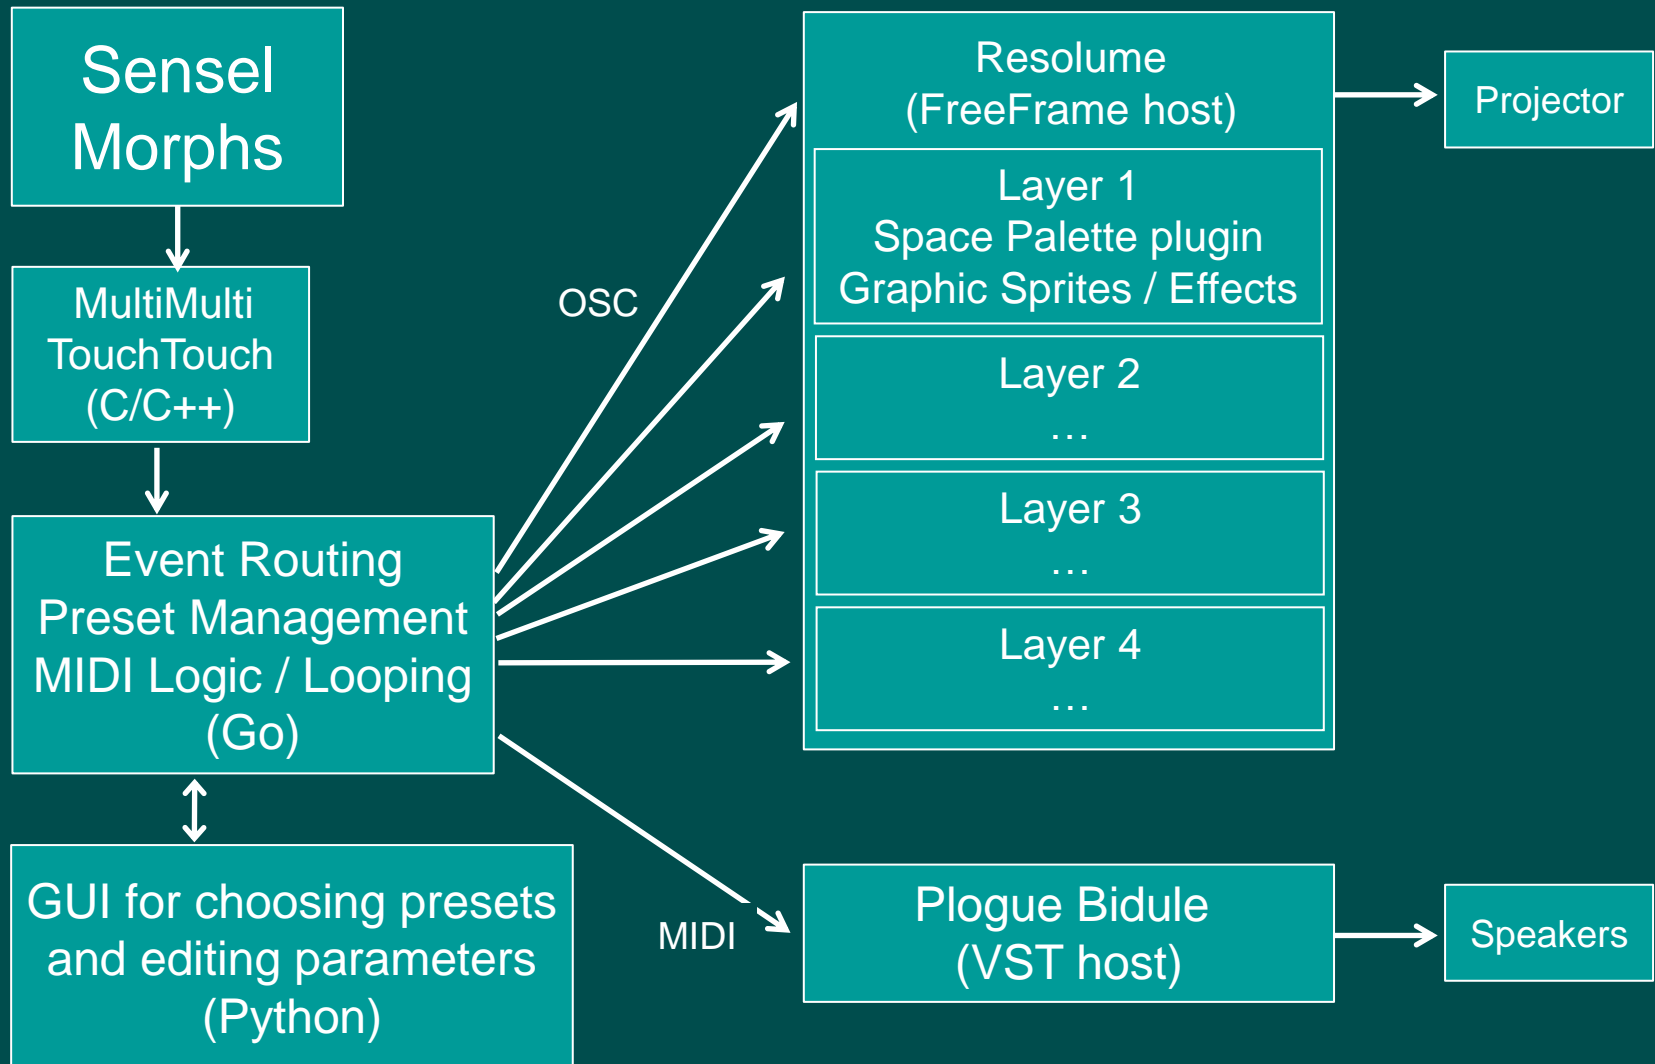 Sensel
Morphs
MultiMulti
TouchTouch
(C/C++)
Event Routing
Preset Management
MIDI Logic / Looping
(Go)
GUI for choosing presets
and editing parameters
(Python)
OSC
MIDI
Resolume
(FreeFrame host)
Layer 1
Space Palette plugin
Graphic Sprites / Effects
Layer 2
…
Layer 3
…
Layer 4
…
Plogue Bidule
(VST host)
Projector
Speakers